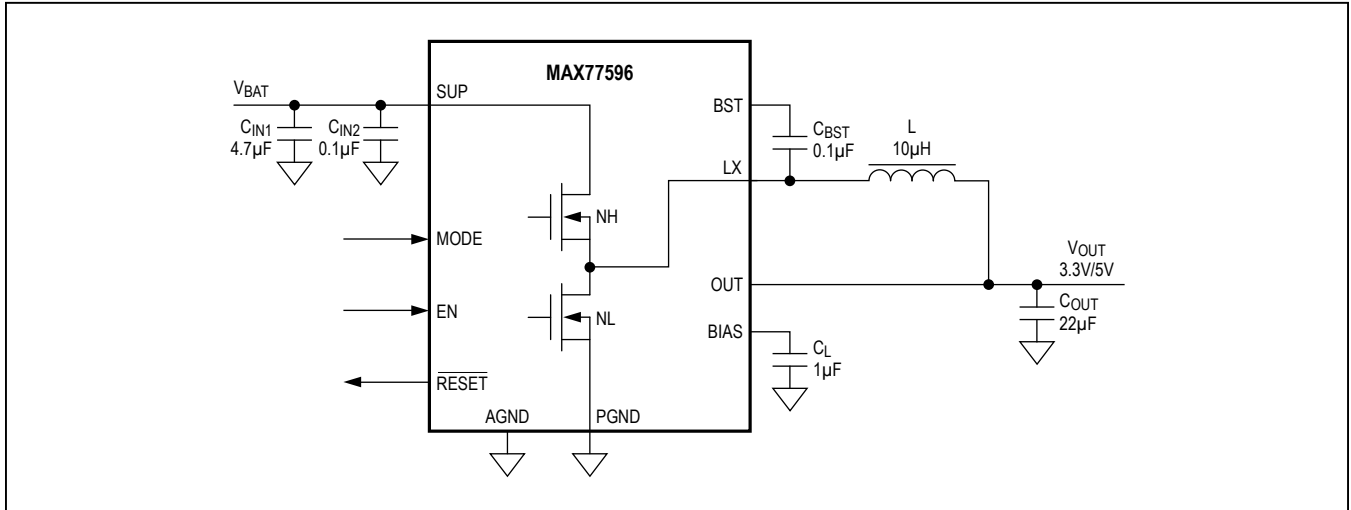 MAX77596
V_BAT
SUP
BST
C_IN1
4.7µF
C_IN2
0.1µF
C_BST
0.1µF
L
10µH
LX
NH
MODE
V_OUT
3.3V/5V
OUT
C_OUT
22µF
EN
NL
BIAS
C_L
1µF
RESET
AGND
PGND